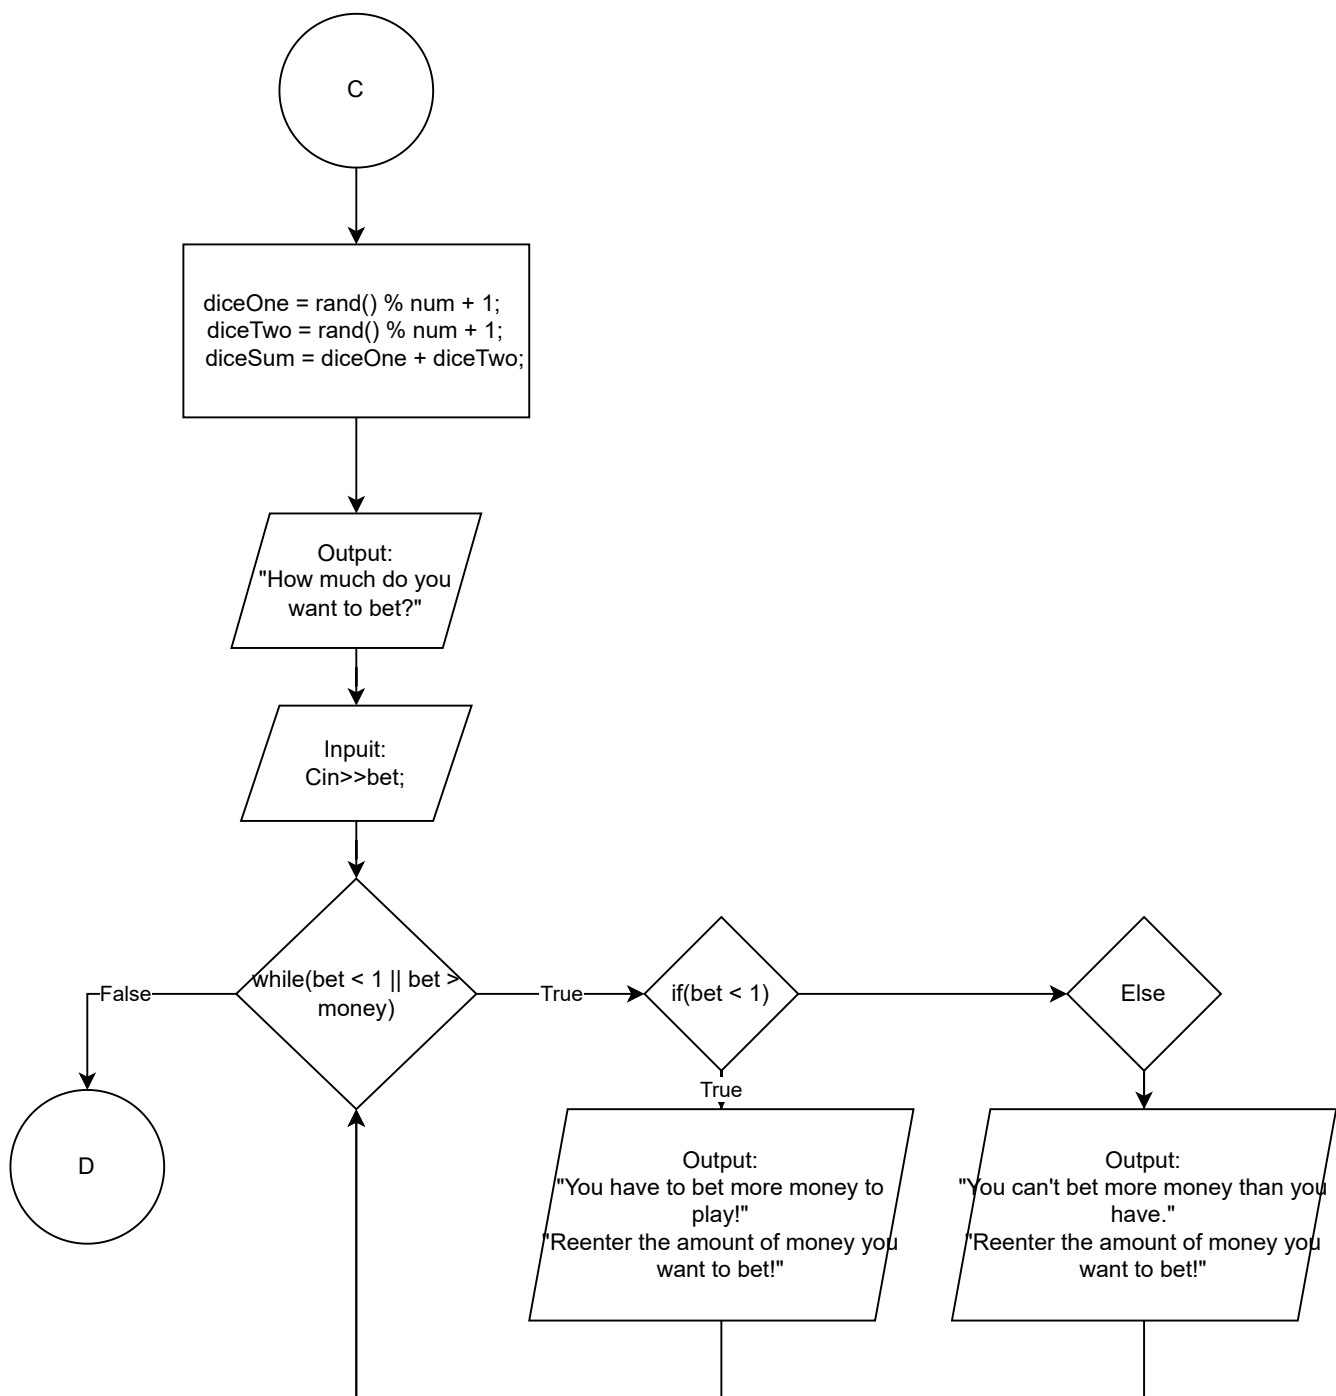 C
diceOne = rand() % num + 1;
diceTwo = rand() % num + 1;
diceSum = diceOne + diceTwo;
Output:
"How much do you
want to bet?"
Inpuit:
Cin>>bet;
while(bet < 1 || bet >
money)
False
True
if(bet < 1)
Else
True
D
Output:
"You have to bet more money to
play!"
"Reenter the amount of money you
want to bet!"
Output:
"You can't bet more money than you
have."
"Reenter the amount of money you
want to bet!"